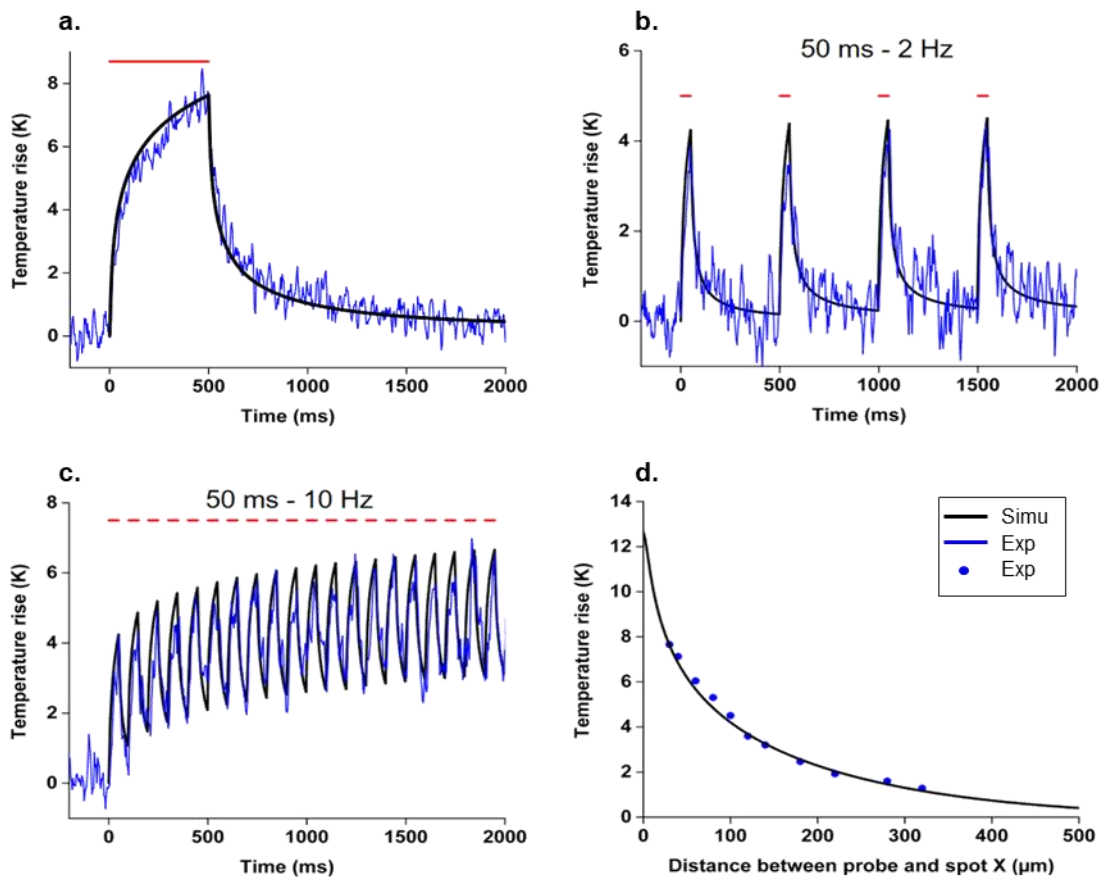 a.
8
6
4
2
0
Temperature rise (K)
0
500
1000
1500
2000
Time (ms)
b.
50 ms - 2 Hz
6
4
2
0
Temperature rise (K)
0
500
1000
1500
2000
Time (ms)
c.
50 ms - 10 Hz
8
6
4
2
0
Temperature rise (K)
0
500
1000
1500
2000
Time (ms)
d.
14
12
10
8
6
4
2
0
Temperature rise (K)
Simu
Exp
Exp
0
100
200
300
400
500
Distance between probe and spot X (µm)